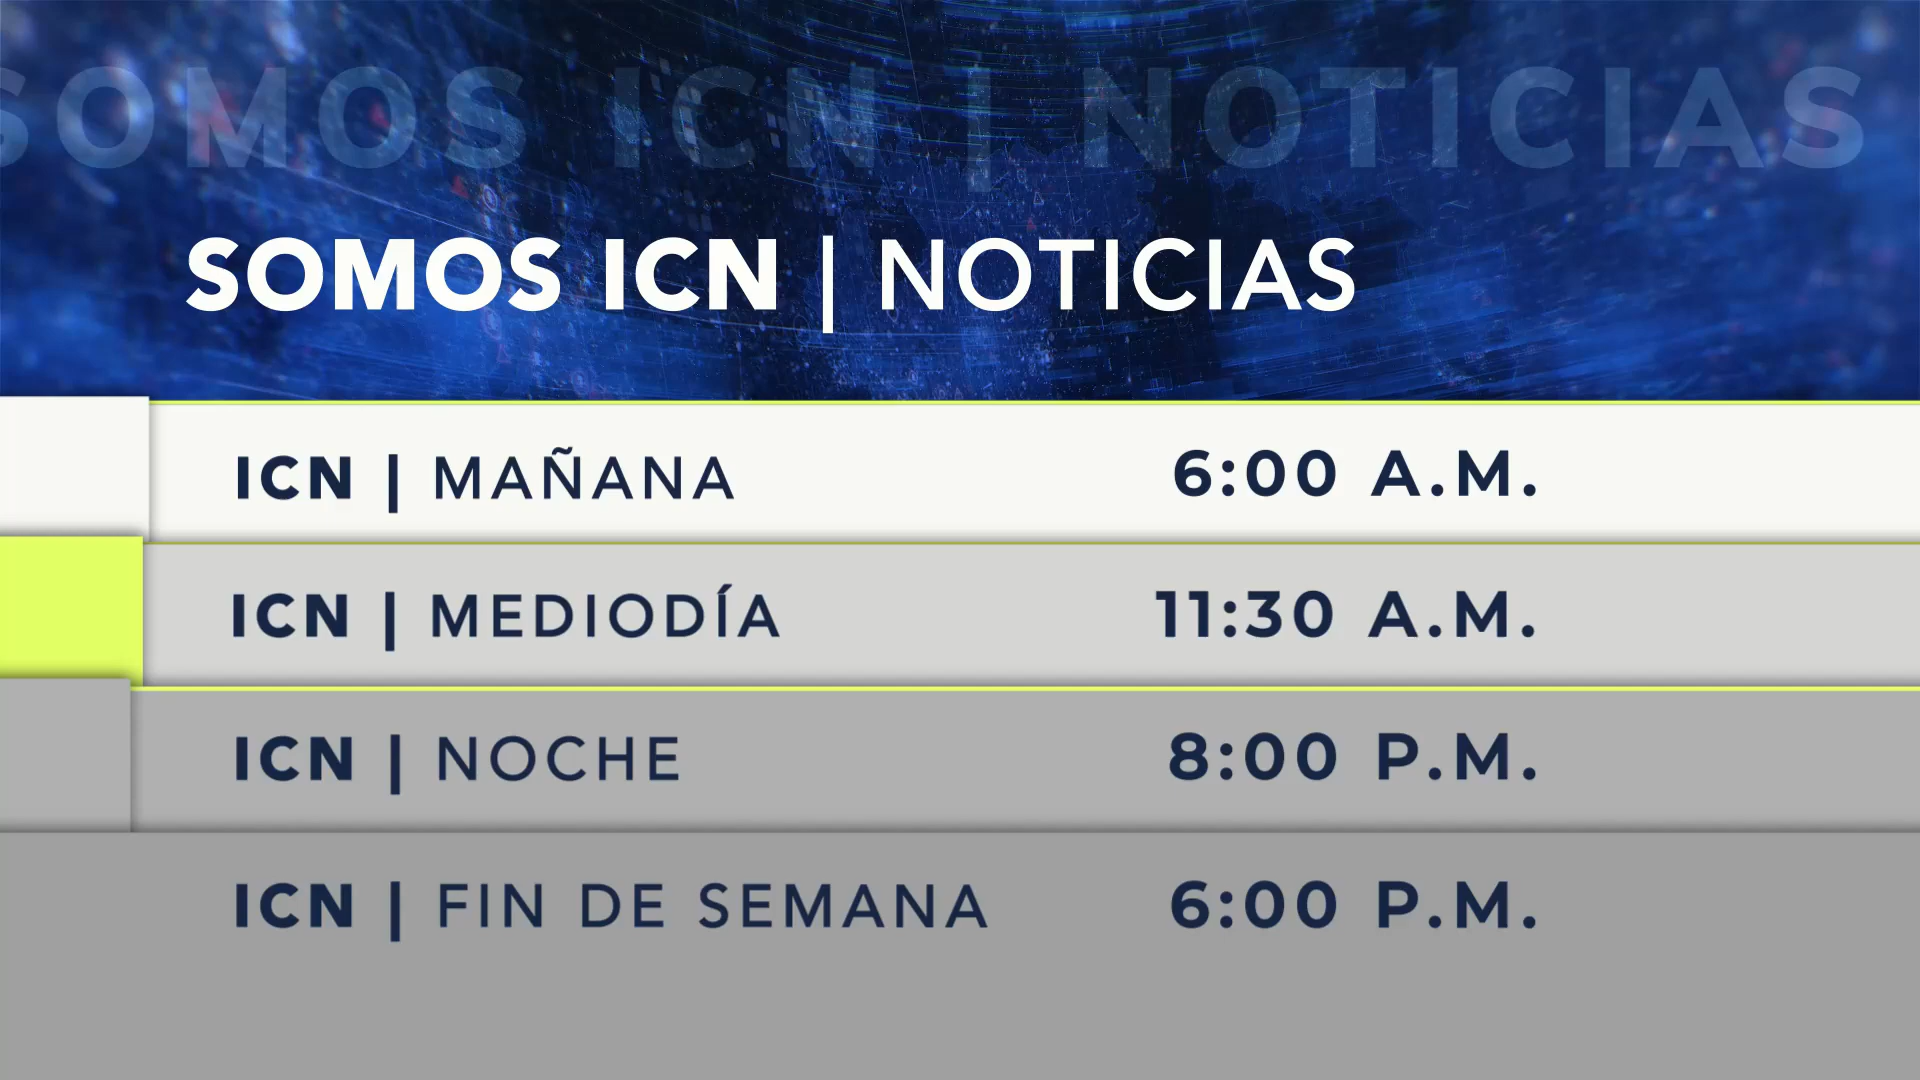 SOMOS ICN | NOTICIAS
SOMOS ICN | NOTICIAS
ICN | MAÑANA 6:00 A.M.
ICN | MEDIODÍA 11:30 A.M.
ICN | NOCHE 8:00 P.M.
ICN | FIN DE SEMANA 6:00 P.M.